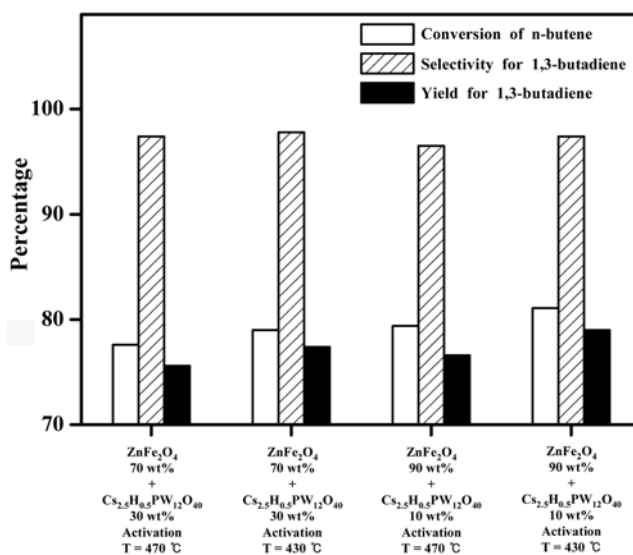 Conversion of n-butene
Selectivity for 1,3-butadiene
Yield for 1,3-butadiene
Percentage
100
90
80
70
ZnFe₂O₄
70 wt%
+
Cs₂.₅H₀.₅PW₁₂O₄₀
30 wt%
Activation
T = 470 ℃
ZnFe₂O₄
70 wt%
+
Cs₂.₅H₀.₅PW₁₂O₄₀
30 wt%
Activation
T = 430 ℃
ZnFe₂O₄
90 wt%
+
Cs₂.₅H₀.₅PW₁₂O₄₀
10 wt%
Activation
T = 470 ℃
ZnFe₂O₄
90 wt%
+
Cs₂.₅H₀.₅PW₁₂O₄₀
10 wt%
Activation
T = 430 ℃